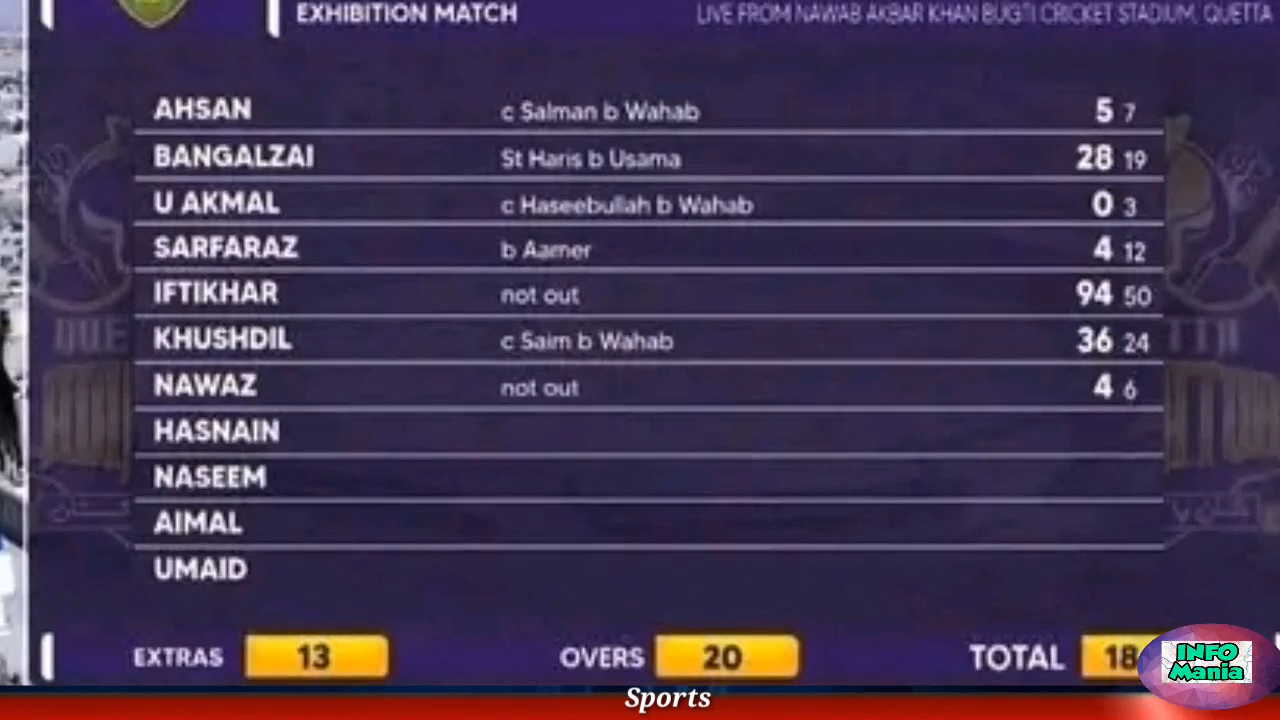 EXHIBITION MATCH LIVE FROM NAWAB AKBAR KHAN BUGTI CRICKET STADIUM, QUETTA
AHSAN c Salman b Wahab 5 7
BANGALZAI St Haris b Usama 28 19
U AKMAL c Haseebullah b Wahab 0 3
SARFARAZ b Aamer 4 12
IFTIKHAR not out 94 50
KHUSHDIL c Saim b Wahab 36 24
NAWAZ not out 4 6
HASNAIN
NASEEM
AIMAL
UMAID
EXTRAS 13 OVERS 20 TOTAL 18
INFO
Mania
Sports